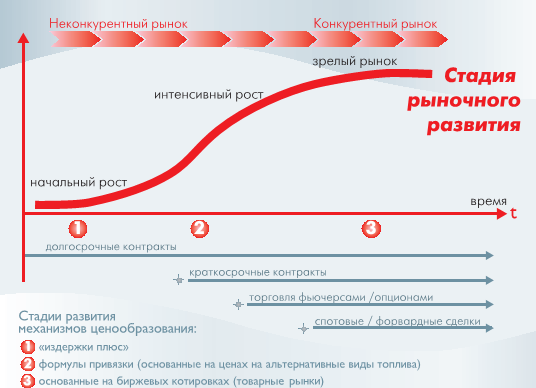 Неконкурентный рынок
Конкурентный рынок
зрелый рынок
Стадия
рыночного
развития
интенсивный рост
начальный рост
время
t
1
2
3
долгосрочные контракты
краткосрочные контракты
торговля фьючерсами /опционами
спотовые / форвардные сделки
Стадии развития
механизмов ценообразования:
1 «издержки плюс»
2 формулы привязки (основанные на ценах на альтернативные виды топлива)
3 основанные на биржевых котировках (товарные рынки)